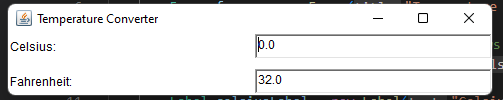 Temperature Converter
Celsius: 0.0
Fahrenheit: 32.0